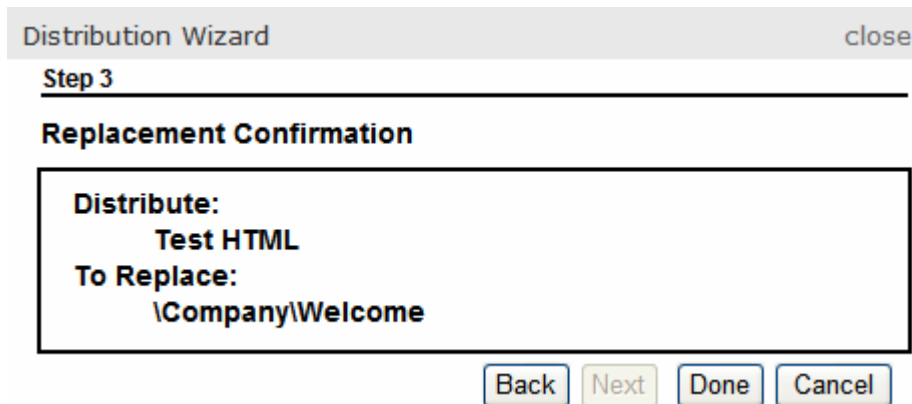 Distribution Wizard close
Step 3
Replacement Confirmation
Distribute:
Test HTML
To Replace:
\Company\Welcome
Back Next Done Cancel